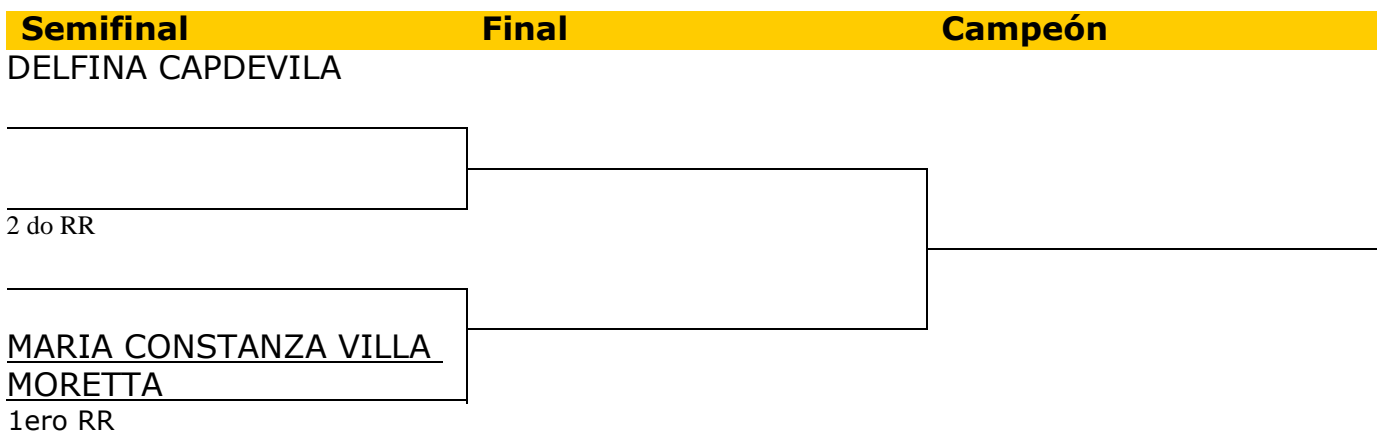 Semifinal Final Campeón
DELFINA CAPDEVILA
2 do RR
MARIA CONSTANZA VILLA
MORETTA
1ero RR